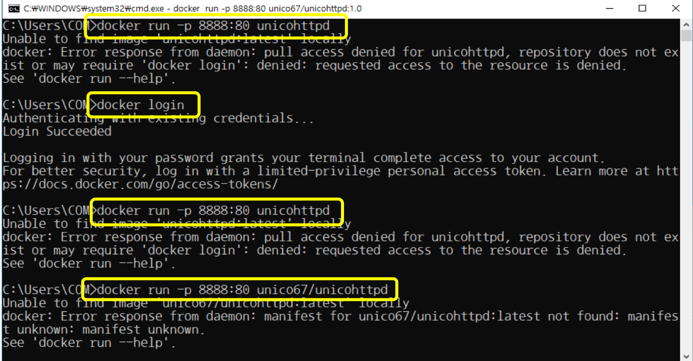 C:₩WINDOWS₩system32₩cmd.exe - docker run -p 8888:80 unico67/unicohttpd:1.0
C:\Users\COM>docker run -p 8888:80 unicohttpd
Unable to find image 'unicohttpd:latest' locally
docker: Error response from daemon: pull access denied for unicohttpd, repository does not ex
ist or may require 'docker login': denied: requested access to the resource is denied.
See 'docker run --help'.
C:\Users\COM>docker login
Authenticating with existing credentials...
Login Succeeded
Logging in with your password grants your terminal complete access to your account.
For better security, log in with a limited-privilege personal access token. Learn more at htt
ps://docs.docker.com/go/access-tokens/
C:\Users\COM>docker run -p 8888:80 unicohttpd
Unable to find image 'unicohttpd:latest' locally
docker: Error response from daemon: pull access denied for unicohttpd, repository does not ex
ist or may require 'docker login': denied: requested access to the resource is denied.
See 'docker run --help'.
C:\Users\COM>docker run -p 8888:80 unico67/unicohttpd
Unable to find image 'unico67/unicohttpd:latest' locally
docker: Error response from daemon: manifest for unico67/unicohttpd:latest not found: manifes
t unknown: manifest unknown.
See 'docker run --help'.